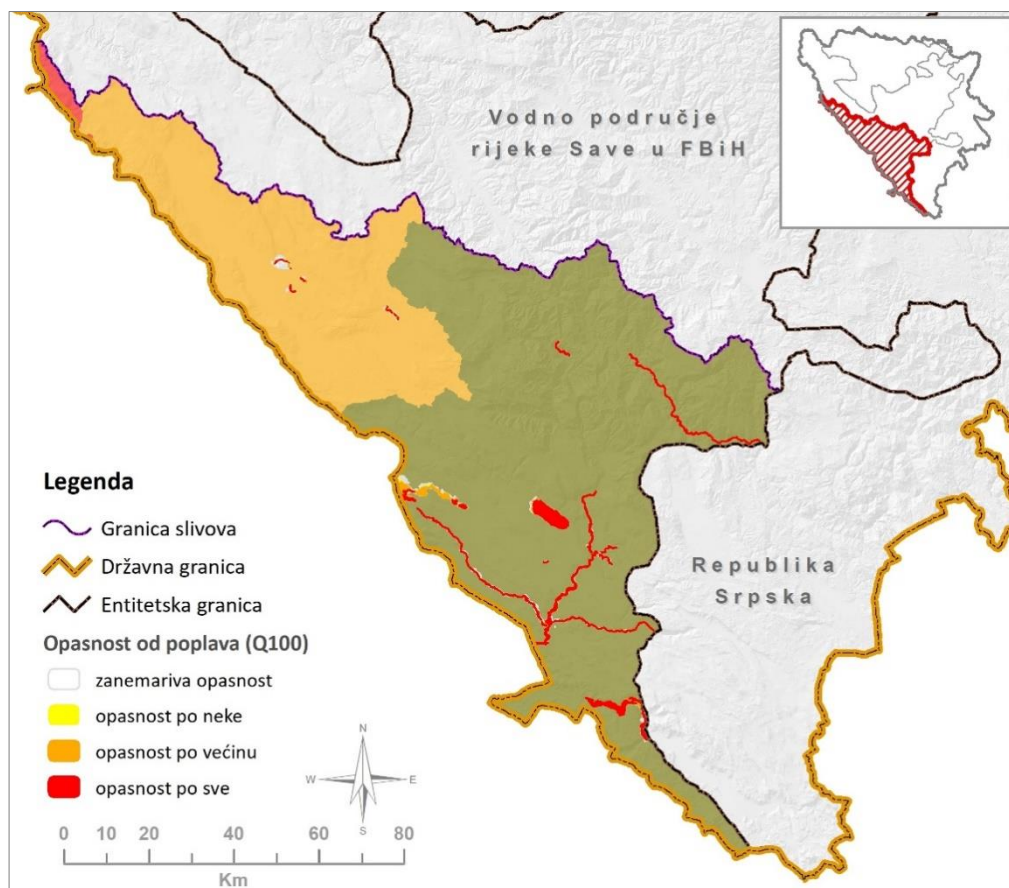 Vodno područje
rijeke Save u FBiH
Republika
Srpska
Legenda
Granica slivova
Državna granica
Entitetska granica
Opasnost od poplava (Q100)
zanemariva opasnost
opasnost po neke
opasnost po većinu
opasnost po sve
N
W E
S
0 10 20 40 60 80
Km